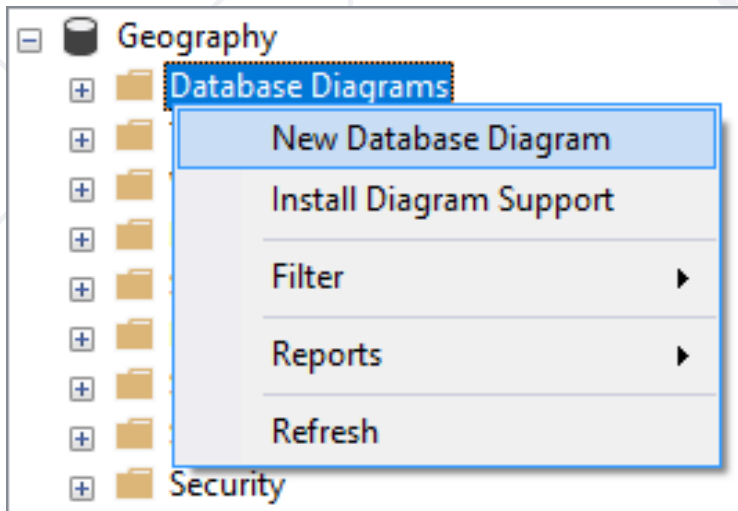 Geography
Database Diagrams
New Database Diagram
Install Diagram Support
Filter
Reports
Refresh
Security